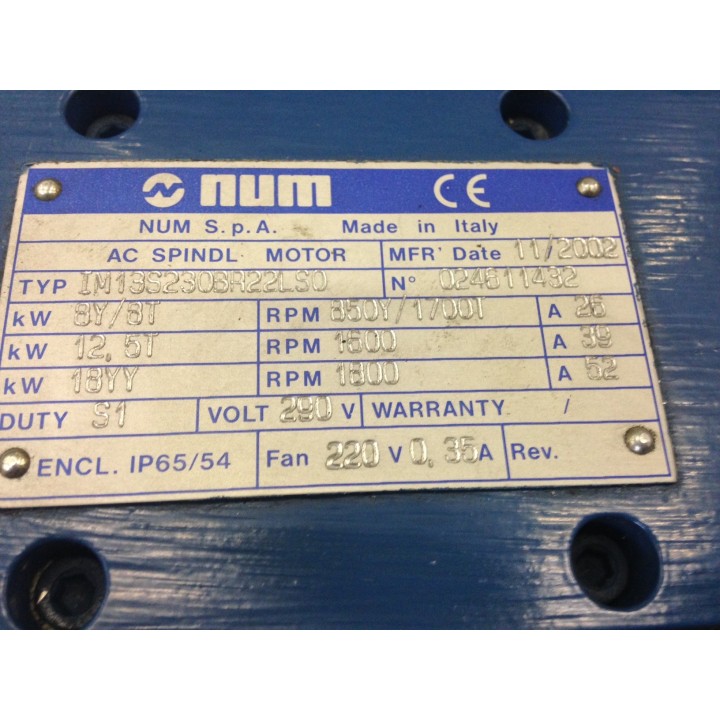 num CE
NUM S.p.A. Made in Italy
AC SPINDL MOTOR MFR' Date 11/2002
TYP IM13S230BR22LS0 N° 024611432
kW 8Y/8T RPM 850Y/1700T A 26
kW 12,5T RPM 1600 A 39
kW 18YY RPM 1800 A 52
DUTY S1 VOLT 290 V WARRANTY /
ENCL. IP65/54 Fan 220 V 0,35A Rev.